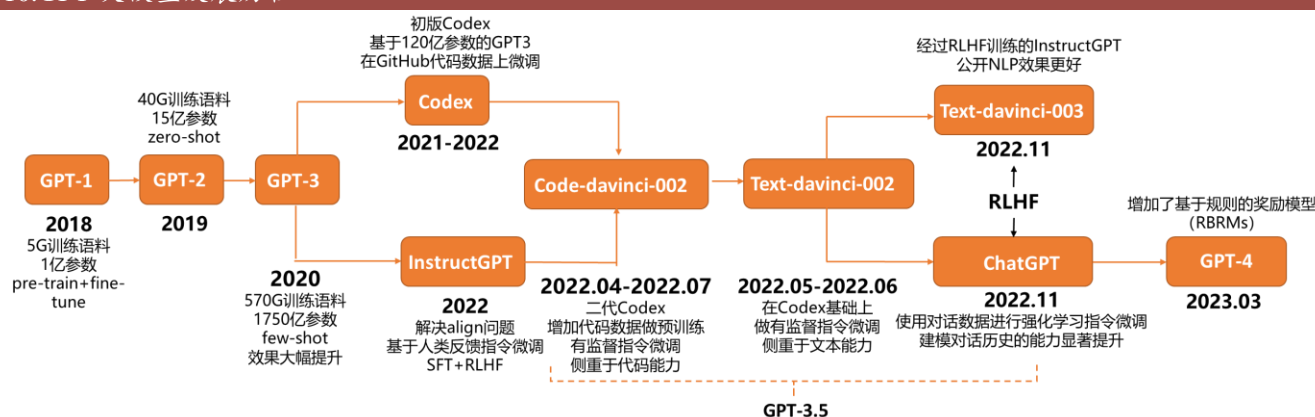 初版Codex
基于120亿参数的GPT3
在GitHub代码数据上微调
Codex
2021-2022
经过RLHF训练的InstructGPT
公开NLP效果更好
Text-davinci-003
2022.11
40G训练语料
15亿参数
zero-shot
GPT-1
2018
5G训练语料
1亿参数
pre-train+fine-
tune
GPT-2
2019
GPT-3
2020
570G训练语料
1750亿参数
few-shot
效果大幅提升
InstructGPT
2022
解决align问题
基于人类反馈指令微调
SFT+RLHF
Code-davinci-002
2022.04-2022.07
二代Codex
增加代码数据做预训练
有监督指令微调
侧重于代码能力
Text-davinci-002
2022.05-2022.06
在Codex基础上
做有监督指令微调
侧重于文本能力
RLHF
ChatGPT
2022.11
使用对话数据进行强化学习指令微调
建模对话历史的能力显著提升
增加了基于规则的奖励模型
(RBRMs)
GPT-4
2023.03
GPT-3.5